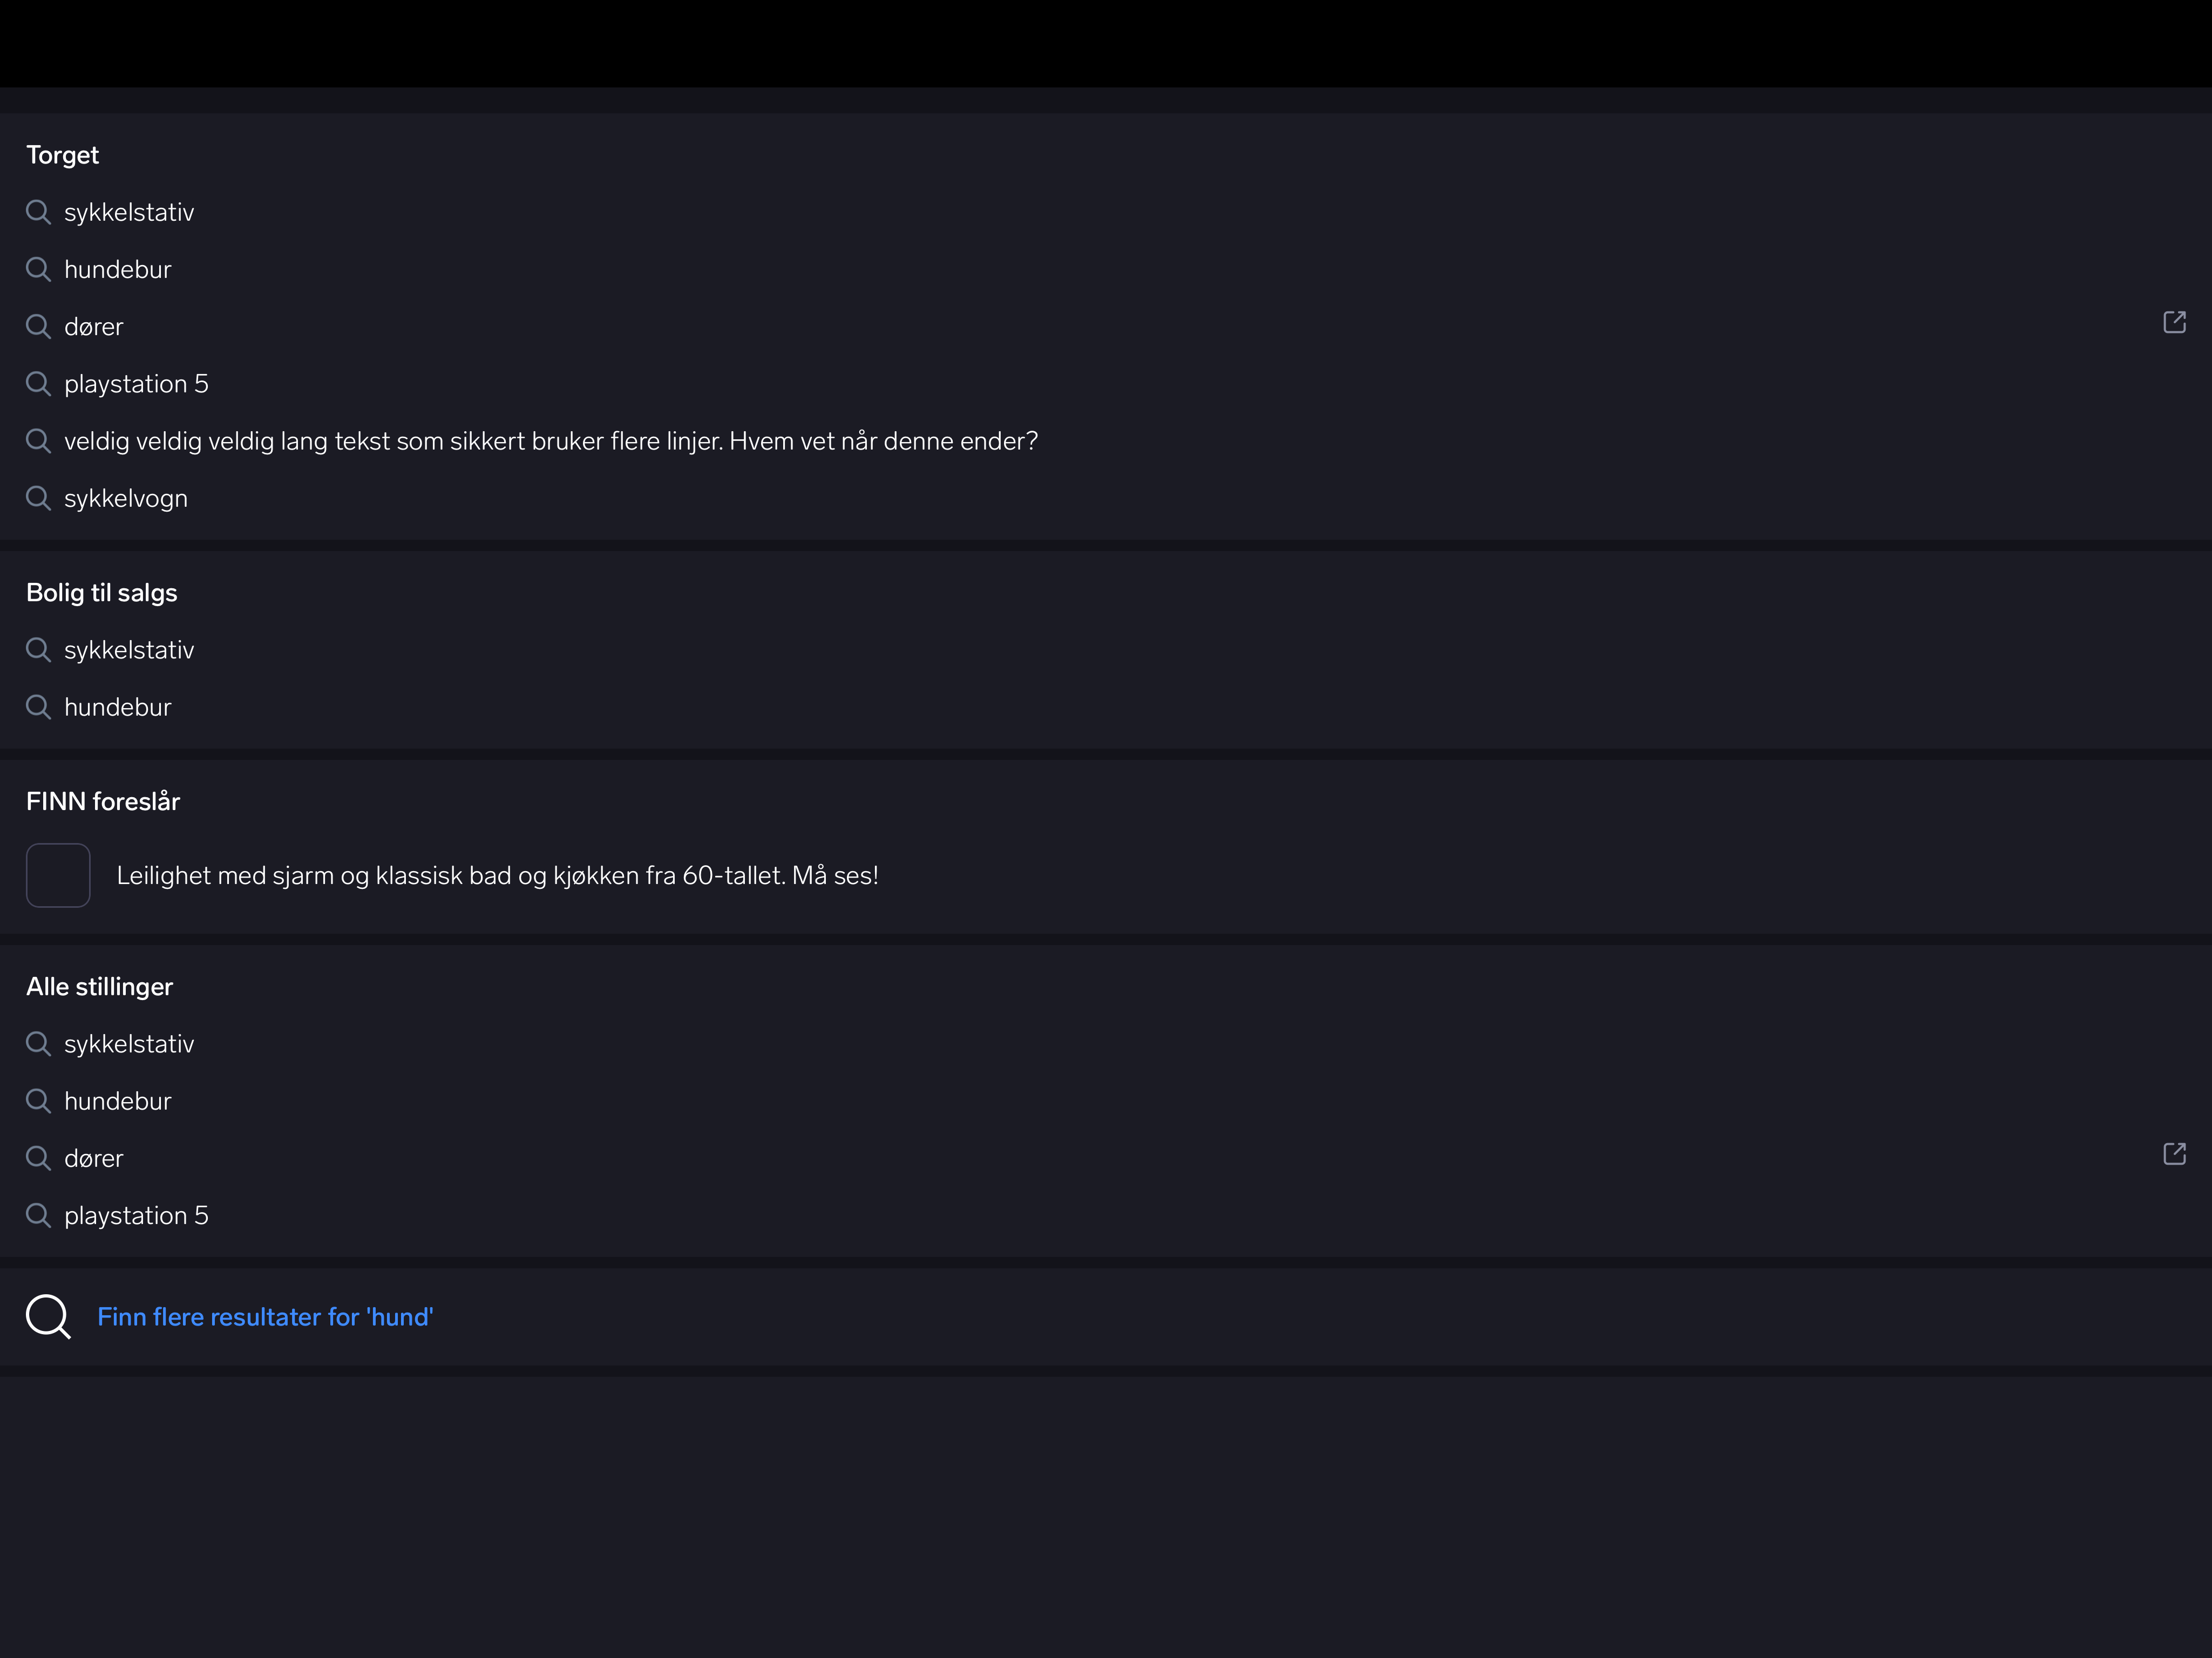 Torget
sykkelstativ
hundebur
dører
playstation 5
veldig veldig veldig lang tekst som sikkert bruker flere linjer. Hvem vet når denne ender?
sykkelvogn
Bolig til salgs
sykkelstativ
hundebur
FINN foreslår
Leilighet med sjarm og klassisk bad og kjøkken fra 60-tallet. Må ses!
Alle stillinger
sykkelstativ
hundebur
dører
playstation 5
Finn flere resultater for 'hund'